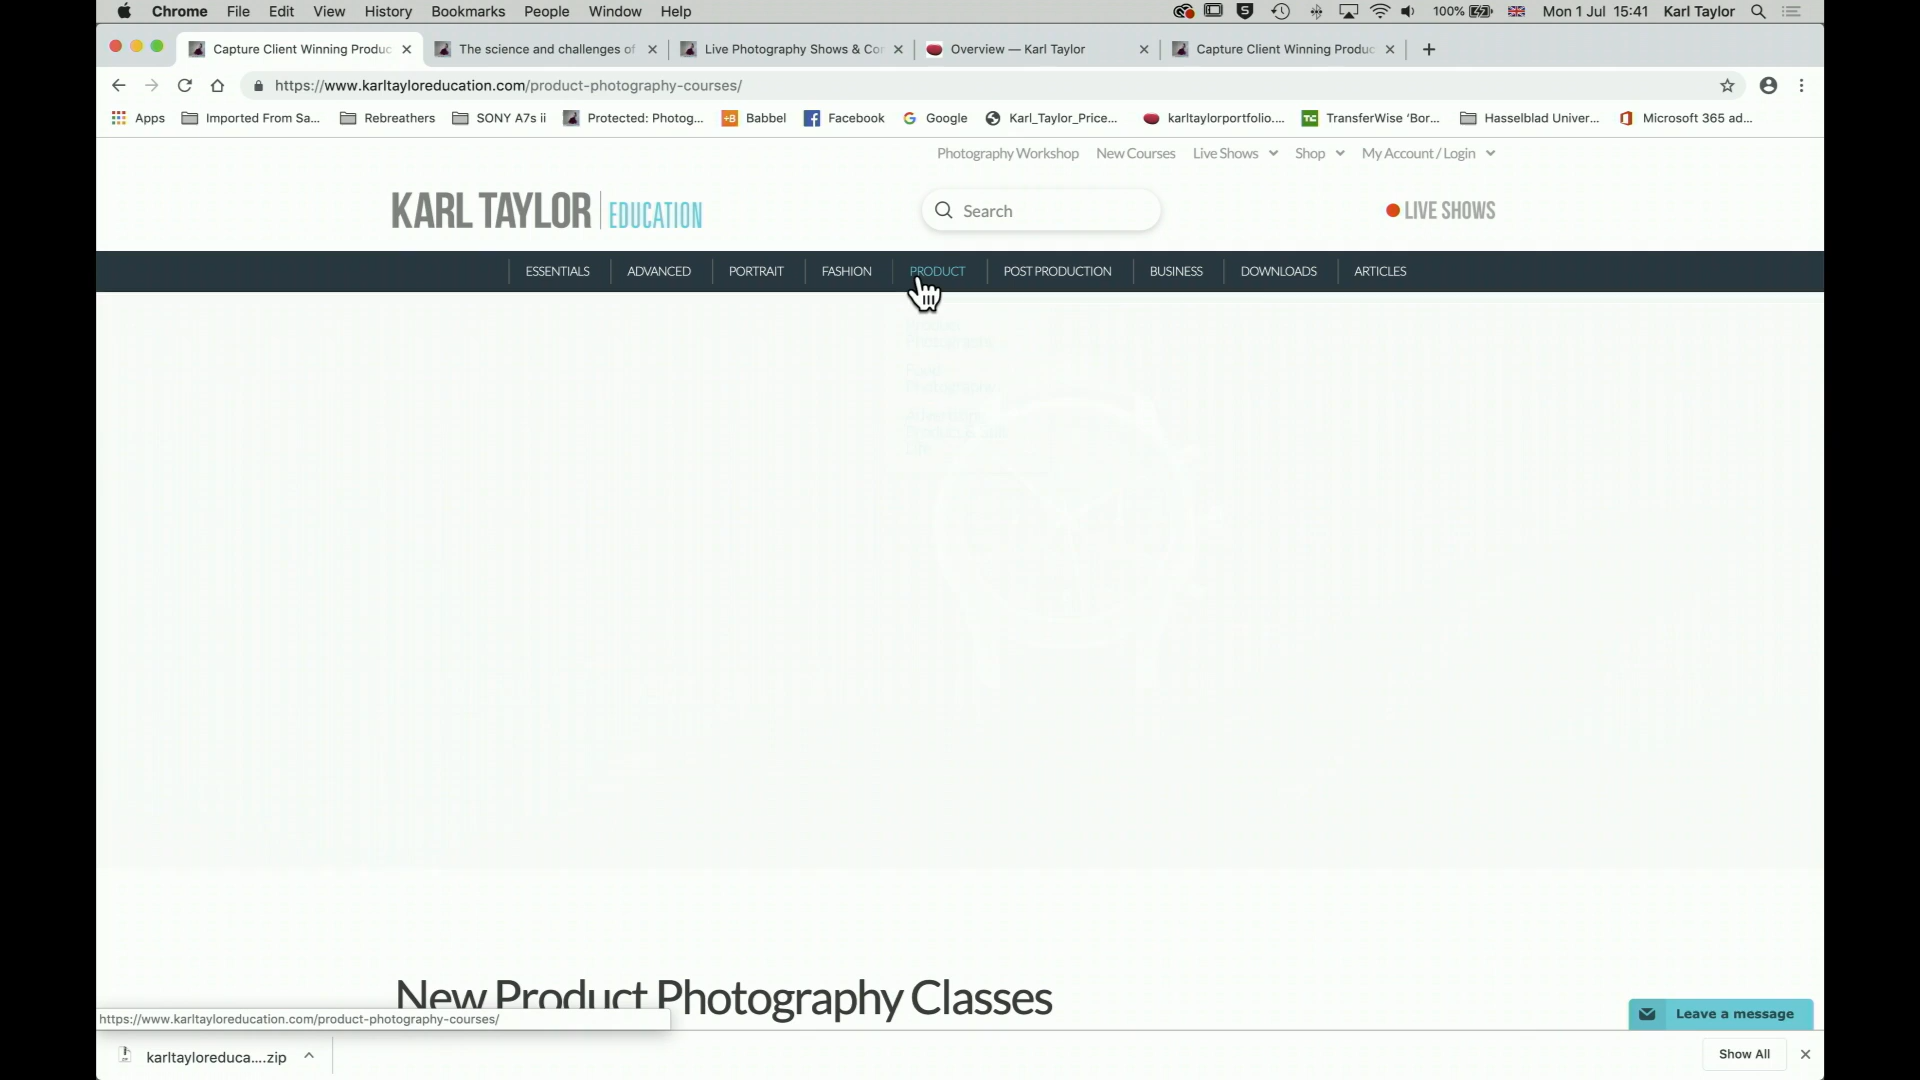 Chrome File Edit View History Bookmarks People Window Help 100% Mon 1 Jul 15:41 Karl Taylor
Capture Client Winning Produc The science and challenges of Live Photography Shows & Co Overview — Karl Taylor Capture Client Winning Produc
https://www.karltayloreducation.com/product-photography-courses/
Apps Imported From Sa... Rebreathers SONY A7s ii Protected: Photog... +B Babbel Facebook Google Karl_Taylor_Price... karltaylorportfolio.... TransferWise ‘Bor... Hasselblad Univer... Microsoft 365 ad...
Photography Workshop New Courses Live Shows Shop My Account / Login
KARL TAYLOR EDUCATION Search LIVE SHOWS
ESSENTIALS ADVANCED PORTRAIT FASHION PRODUCT POST PRODUCTION BUSINESS DOWNLOADS ARTICLES
New Product Photography Classes
https://www.karltayloreducation.com/product-photography-courses/
Leave a message
karltayloreduca....zip Show All